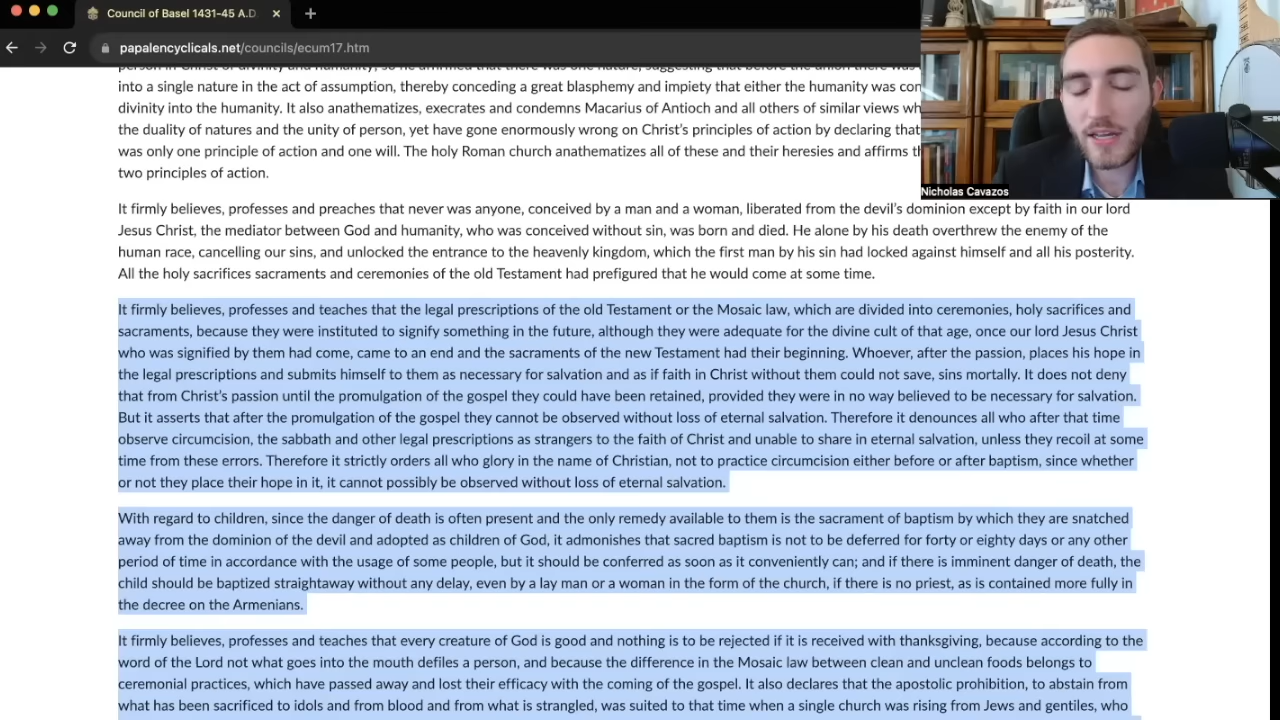 Council of Basel 1431-45 A.D.
papalencyclicals.net/councils/ecum17.htm
into a single nature in the act of assumption, thereby conceding a great blasphemy and impiety that either the humanity was con
divinity into the humanity. It also anathematizes, execrates and condemns Macarius of Antioch and all others of similar views wh
the duality of natures and the unity of person, yet have gone enormously wrong on Christ's principles of action by declaring that
was only one principle of action and one will. The holy Roman church anathematizes all of these and their heresies and affirms th
two principles of action.
Nicholas Cavazos
It firmly believes, professes and preaches that never was anyone, conceived by a man and a woman, liberated from the devil's dominion except by faith in our lord
Jesus Christ, the mediator between God and humanity, who was conceived without sin, was born and died. He alone by his death overthrew the enemy of the
human race, cancelling our sins, and unlocked the entrance to the heavenly kingdom, which the first man by his sin had locked against himself and all his posterity.
All the holy sacrifices sacraments and ceremonies of the old Testament had prefigured that he would come at some time.
It firmly believes, professes and teaches that the legal prescriptions of the old Testament or the Mosaic law, which are divided into ceremonies, holy sacrifices and
sacraments, because they were instituted to signify something in the future, although they were adequate for the divine cult of that age, once our lord Jesus Christ
who was signified by them had come, came to an end and the sacraments of the new Testament had their beginning. Whoever, after the passion, places his hope in
the legal prescriptions and submits himself to them as necessary for salvation and as if faith in Christ without them could not save, sins mortally. It does not deny
that from Christ's passion until the promulgation of the gospel they could have been retained, provided they were in no way believed to be necessary for salvation.
But it asserts that after the promulgation of the gospel they cannot be observed without loss of eternal salvation. Therefore it denounces all who after that time
observe circumcision, the sabbath and other legal prescriptions as strangers to the faith of Christ and unable to share in eternal salvation, unless they recoil at some
time from these errors. Therefore it strictly orders all who glory in the name of Christian, not to practice circumcision either before or after baptism, since whether
or not they place their hope in it, it cannot possibly be observed without loss of eternal salvation.
With regard to children, since the danger of death is often present and the only remedy available to them is the sacrament of baptism by which they are snatched
away from the dominion of the devil and adopted as children of God, it admonishes that sacred baptism is not to be deferred for forty or eighty days or any other
period of time in accordance with the usage of some people, but it should be conferred as soon as it conveniently can; and if there is imminent danger of death, the
child should be baptized straightaway without any delay, even by a lay man or a woman in the form of the church, if there is no priest, as is contained more fully in
the decree on the Armenians.
It firmly believes, professes and teaches that every creature of God is good and nothing is to be rejected if it is received with thanksgiving, because according to the
word of the Lord not what goes into the mouth defiles a person, and because the difference in the Mosaic law between clean and unclean foods belongs to
ceremonial practices, which have passed away and lost their efficacy with the coming of the gospel. It also declares that the apostolic prohibition, to abstain from
what has been sacrificed to idols and from blood and from what is strangled, was suited to that time when a single church was rising from Jews and gentiles, who